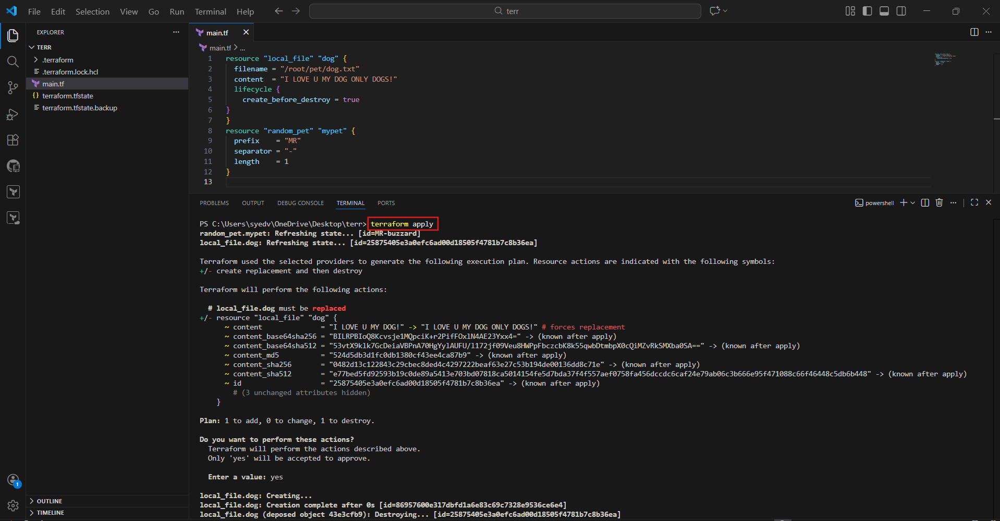 File Edit Selection View Go Run Terminal Help
terr
EXPLORER
TERR
.terraform
.terraform.lock.hcl
main.tf
terraform.tfstate
terraform.tfstate.backup
OUTLINE
TIMELINE
1
main.tf
main.tf > ...
1 resource "local_file" "dog" {
2   filename = "/root/pet/dog.txt"
3   content  = "I LOVE U MY DOG ONLY DOGS!"
4   lifecycle {
5     create_before_destroy = true
6 }
7 }
8 resource "random_pet" "mypet" {
9   prefix    = "MR"
10   separator = "-"
11   length    = 1
12 }
13
PROBLEMS OUTPUT DEBUG CONSOLE TERMINAL PORTS
powershell
PS C:\Users\syedv\OneDrive\Desktop\terr> terraform apply
random_pet.mypet: Refreshing state... [id=MR-buzzard]
local_file.dog: Refreshing state... [id=25875405e3a0efc6ad00d18505f4781b7c8b36ea]
Terraform used the selected providers to generate the following execution plan. Resource actions are indicated with the following symbols:
+/- create replacement and then destroy
Terraform will perform the following actions:
  # local_file.dog must be replaced
+/- resource "local_file" "dog" {
      ~ content              = "I LOVE U MY DOG!" -> "I LOVE U MY DOG ONLY DOGS!" # forces replacement
      ~ content_base64sha256 = "BILRPBIoQ8Kcvsje1MQpciK+r2PifFOxlN4AE23Yxx4=" -> (known after apply)
      ~ content_base64sha512 = "53vtX9klk7GcDeiaVBPnA70HgYylAUFU/l172jf09Veu8HWPpFbczcbK8k55qwbDtmbpX0cQiMZvRkSMXba0SA==" -> (known after apply)
      ~ content_md5          = "524d5db3d1fc0db1380cf43ee4ca87b9" -> (known after apply)
      ~ content_sha256       = "0482d13c122843c29cbec8ded4c4297222beaf63e27c53b194de00136dd8c71e" -> (known after apply)
      ~ content_sha512       = "e77bed5fd92593b19c0de89a5413e703bd07818ca5014154fe5d7bda37f4f557aef0758fa456dccdc6caf24e79ab06c3b666e95f471088c66f46448c5db6b448" -> (known after apply)
      ~ id                   = "25875405e3a0efc6ad00d18505f4781b7c8b36ea" -> (known after apply)
        # (3 unchanged attributes hidden)
    }
Plan: 1 to add, 0 to change, 1 to destroy.
Do you want to perform these actions?
  Terraform will perform the actions described above.
  Only 'yes' will be accepted to approve.
  Enter a value: yes
local_file.dog: Creating...
local_file.dog: Creation complete after 0s [id=86957600e317dbfd1a6e83c69c7328e9536ce6e4]
local_file.dog (deposed object 43e3cfb9): Destroying... [id=25875405e3a0efc6ad00d18505f4781b7c8b36ea]